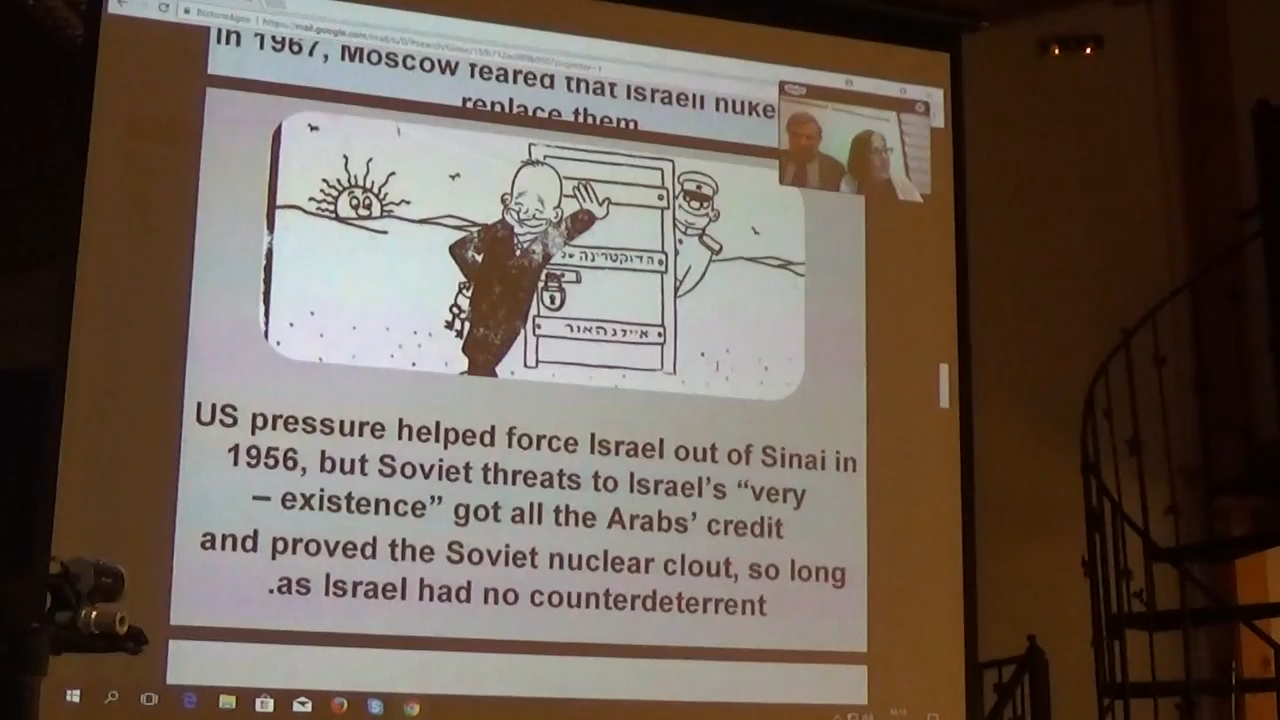 In 1967, Moscow feared that Israeli nuke
replace them
הדוקטרינה של
אייזנהאור
US pressure helped force Israel out of Sinai in
1956, but Soviet threats to Israel’s “very
– existence” got all the Arabs’ credit
and proved the Soviet nuclear clout, so long
.as Israel had no counterdeterrent